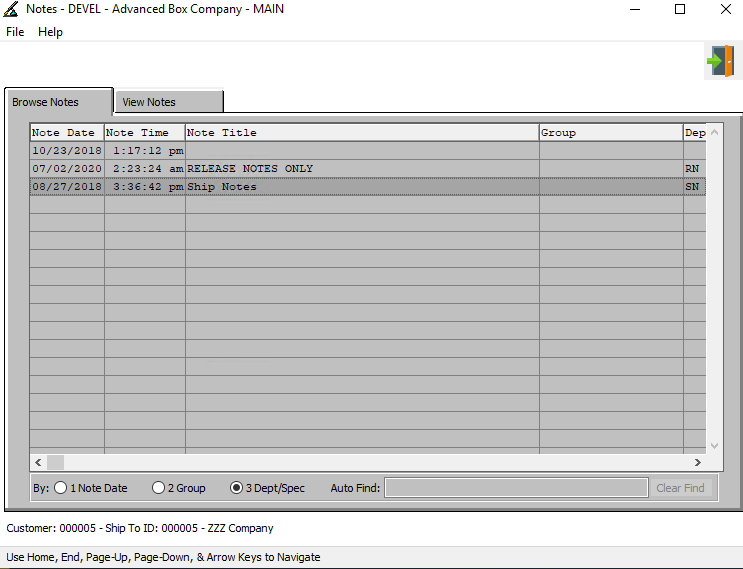 Notes - DEVEL - Advanced Box Company - MAIN
File Help
Browse Notes View Notes
Note Date Note Time Note Title Group Dep
10/23/2018 1:17:12 pm
07/02/2020 2:23:24 am RELEASE NOTES ONLY RN
08/27/2018 3:36:42 pm Ship Notes SN
By: 1 Note Date 2 Group 3 Dept/Spec Auto Find: Clear Find
Customer: 000005 - Ship To ID: 000005 - ZZZ Company
Use Home, End, Page-Up, Page-Down, & Arrow Keys to Navigate